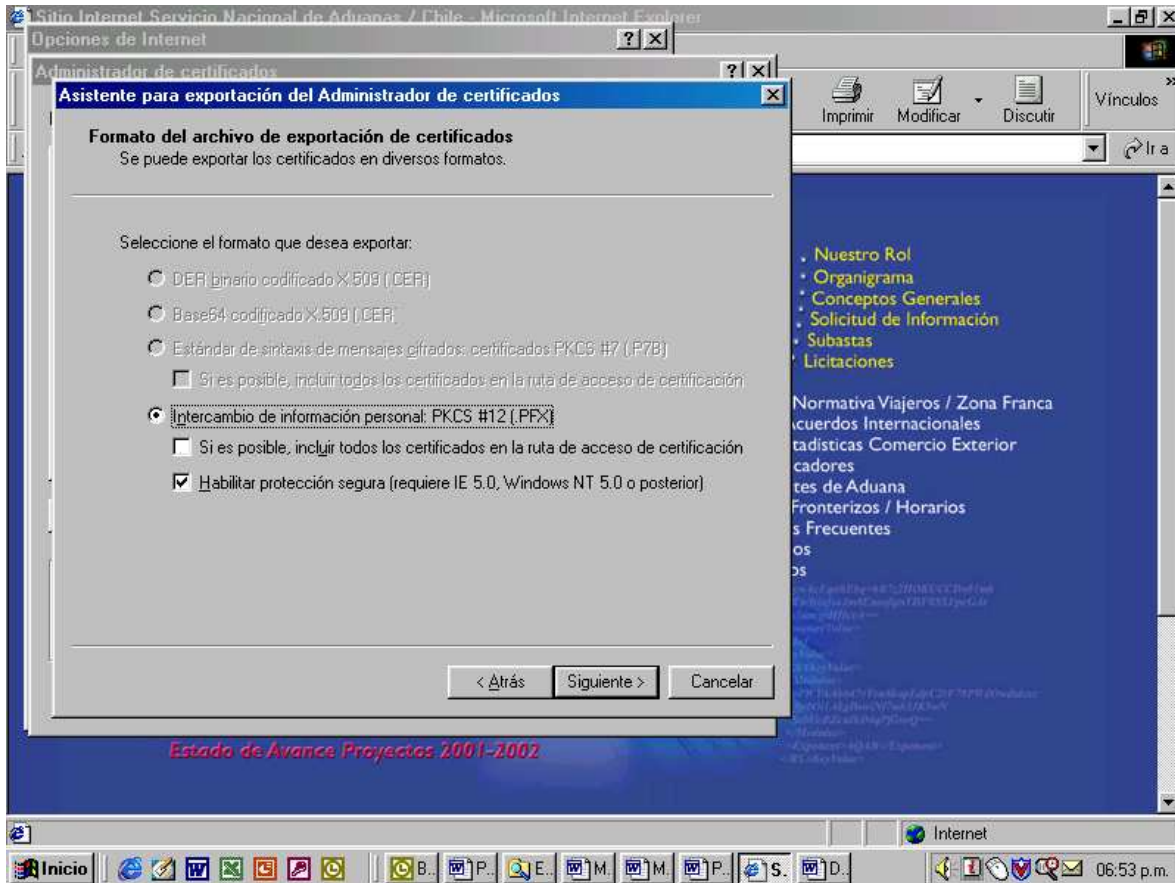 Sitio Internet Servicio Nacional de Aduanas / Chile - Microsoft Internet Explorer
Opciones de Internet
Administrador de certificados
Asistente para exportación del Administrador de certificados
Imprimir
Modificar
Discutir
Vínculos
Ir a
Formato del archivo de exportación de certificados
Se puede exportar los certificados en diversos formatos.
Seleccione el formato que desea exportar:
DER binario codificado X.509 (.CER)
Base64 codificado X.509 (.CER)
Estándar de sintaxis de mensajes cifrados: certificados PKCS #7 (.P7B)
Si es posible, incluir todos los certificados en la ruta de acceso de certificación
Intercambio de información personal: PKCS #12 (.PFX)
Si es posible, incluir todos los certificados en la ruta de acceso de certificación
Habilitar protección segura (requiere IE 5.0, Windows NT 5.0 o posterior)
< Atrás
Siguiente >
Cancelar
Nuestro Rol
Organigrama
Conceptos Generales
Solicitud de Información
Subastas
Licitaciones
Normativa Viajeros / Zona Franca
cuerdos Internacionales
tadísticas Comercio Exterior
cadores
tes de Aduana
Fronterizos / Horarios
s Frecuentes
os
os
Estado de Avance Proyectos 2001-2002
Internet
Inicio
B..
P..
E..
M.
M.
P..
S.
D..
06:53 p.m.